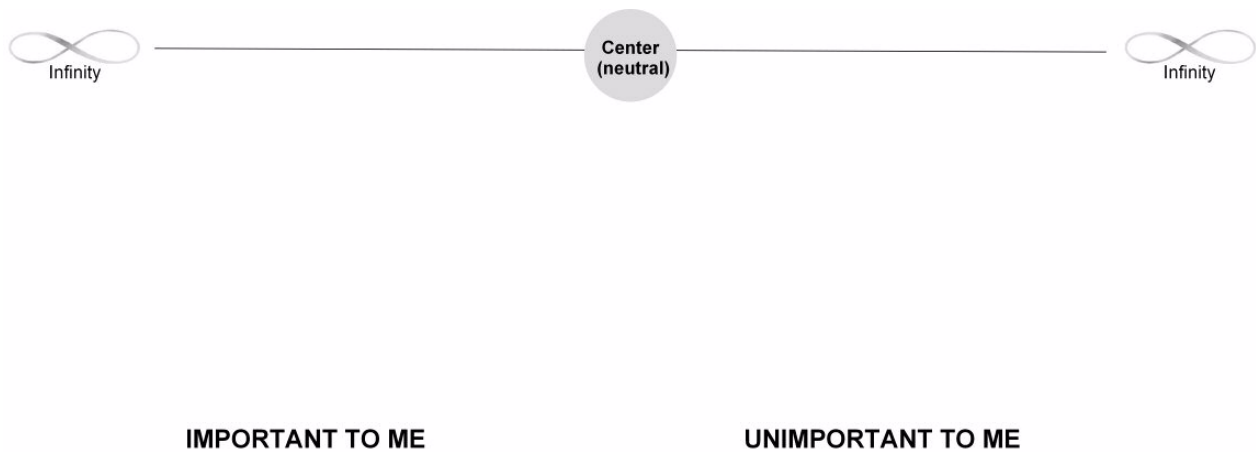 Infinity
Center
(neutral)
Infinity
IMPORTANT TO ME
UNIMPORTANT TO ME